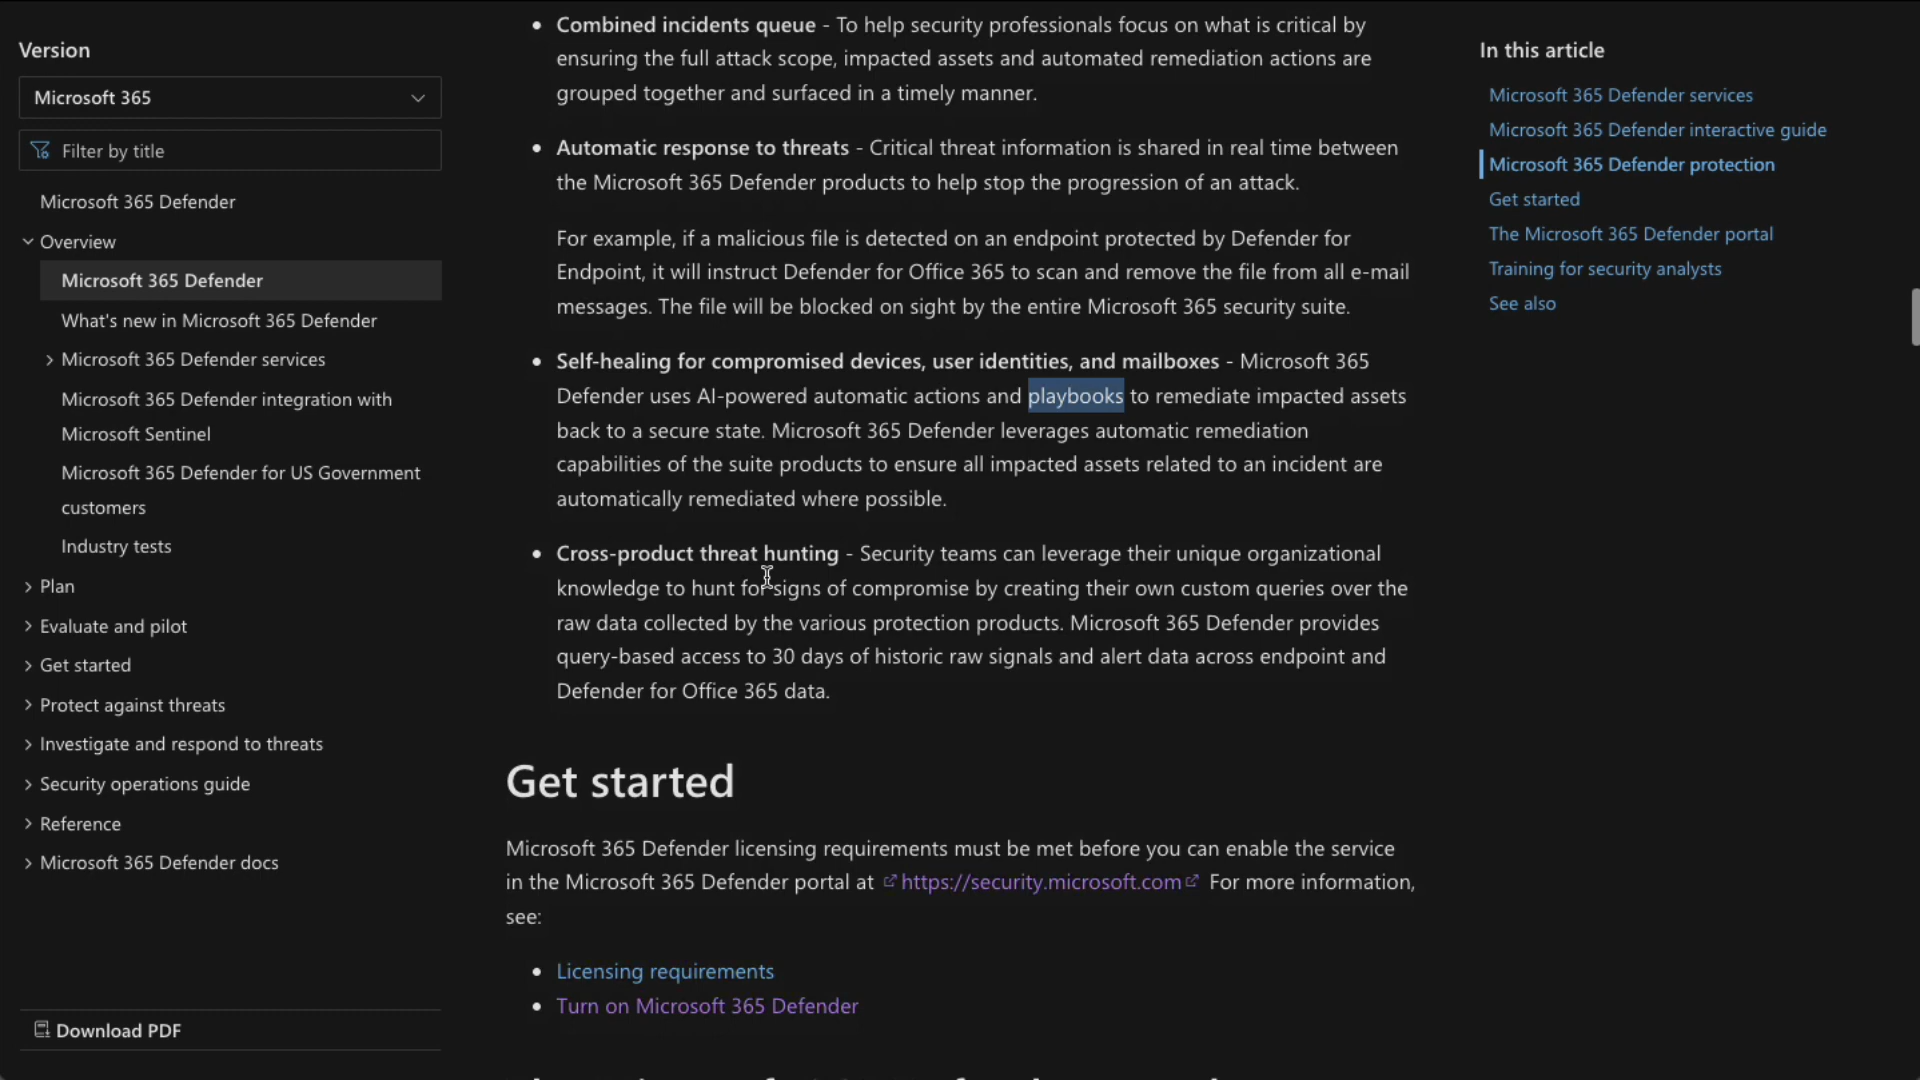 Version
Microsoft 365
Filter by title
Microsoft 365 Defender
Overview
Microsoft 365 Defender
What's new in Microsoft 365 Defender
Microsoft 365 Defender services
Microsoft 365 Defender integration with
Microsoft Sentinel
Microsoft 365 Defender for US Government
customers
Industry tests
Plan
Evaluate and pilot
Get started
Protect against threats
Investigate and respond to threats
Security operations guide
Reference
Microsoft 365 Defender docs
Download PDF
• Combined incidents queue - To help security professionals focus on what is critical by
ensuring the full attack scope, impacted assets and automated remediation actions are
grouped together and surfaced in a timely manner.
• Automatic response to threats - Critical threat information is shared in real time between
the Microsoft 365 Defender products to help stop the progression of an attack.
For example, if a malicious file is detected on an endpoint protected by Defender for
Endpoint, it will instruct Defender for Office 365 to scan and remove the file from all e-mail
messages. The file will be blocked on sight by the entire Microsoft 365 security suite.
• Self-healing for compromised devices, user identities, and mailboxes - Microsoft 365
Defender uses AI-powered automatic actions and playbooks to remediate impacted assets
back to a secure state. Microsoft 365 Defender leverages automatic remediation
capabilities of the suite products to ensure all impacted assets related to an incident are
automatically remediated where possible.
• Cross-product threat hunting - Security teams can leverage their unique organizational
knowledge to hunt for signs of compromise by creating their own custom queries over the
raw data collected by the various protection products. Microsoft 365 Defender provides
query-based access to 30 days of historic raw signals and alert data across endpoint and
Defender for Office 365 data.
Get started
Microsoft 365 Defender licensing requirements must be met before you can enable the service
in the Microsoft 365 Defender portal at https://security.microsoft.com For more information,
see:
• Licensing requirements
• Turn on Microsoft 365 Defender
In this article
Microsoft 365 Defender services
Microsoft 365 Defender interactive guide
Microsoft 365 Defender protection
Get started
The Microsoft 365 Defender portal
Training for security analysts
See also